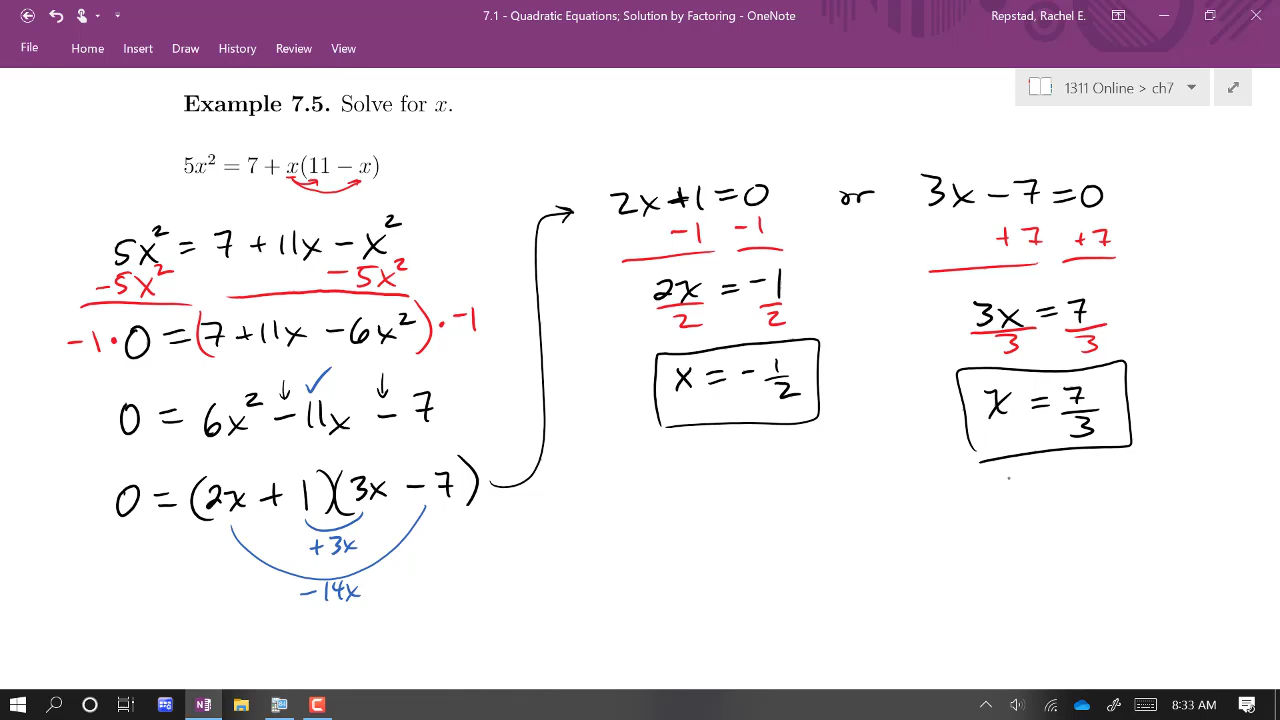 7.1 - Quadratic Equations; Solution by Factoring - OneNote
Repstad, Rachel E.
File Home Insert Draw History Review View
1311 Online > ch7
Example 7.5. Solve for x.
5x² = 7 + x(11 − x)
5x² = 7 + 11x − x²
−5x² −5x²
−1 · 0 = (7 + 11x − 6x²) · −1
0 = 6x² − 11x − 7
0 = (2x + 1)(3x − 7)
+3x
−14x
2x + 1 = 0 or 3x − 7 = 0
−1 −1 +7 +7
2x = −1
2 2
x = −1/2
3x = 7
3 3
x = 7/3
8:33 AM